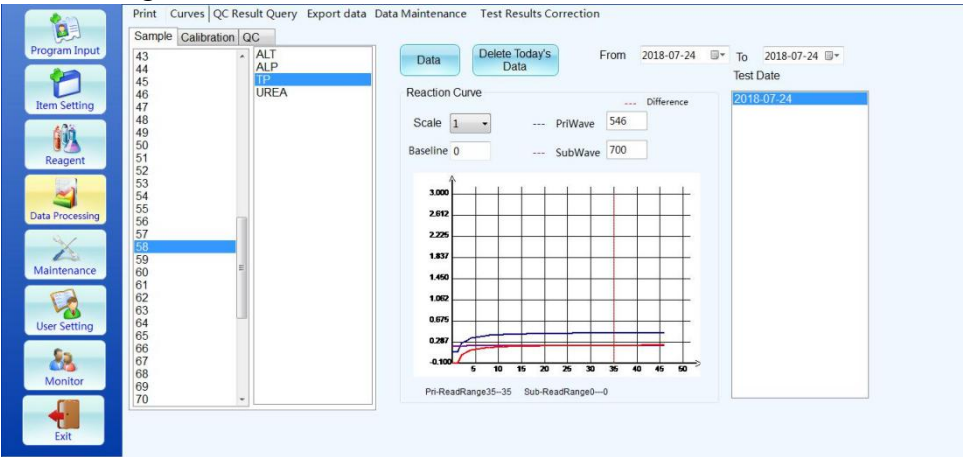 Program Input
Item Setting
Reagent
Data Processing
Maintenance
User Setting
Monitor
Exit
Print Curves QC Result Query Export data Data Maintenance Test Results Correction
Sample Calibration QC
43
44
45
46
47
48
49
50
51
52
53
54
55
56
57
58
59
60
61
62
63
64
65
66
67
68
69
70
ALT
ALP
TP
UREA
Data
Delete Today's
Data
From 2018-07-24 To 2018-07-24
Test Date
2018-07-24
Reaction Curve
--- Difference
Scale 1 --- PriWave 546
Baseline 0 --- SubWave 700
3.000
2.612
2.225
1.837
1.450
1.062
0.675
0.287
-0.100
5 10 15 20 25 30 35 40 45 50
Pri-ReadRange35--35 Sub-ReadRange0---0